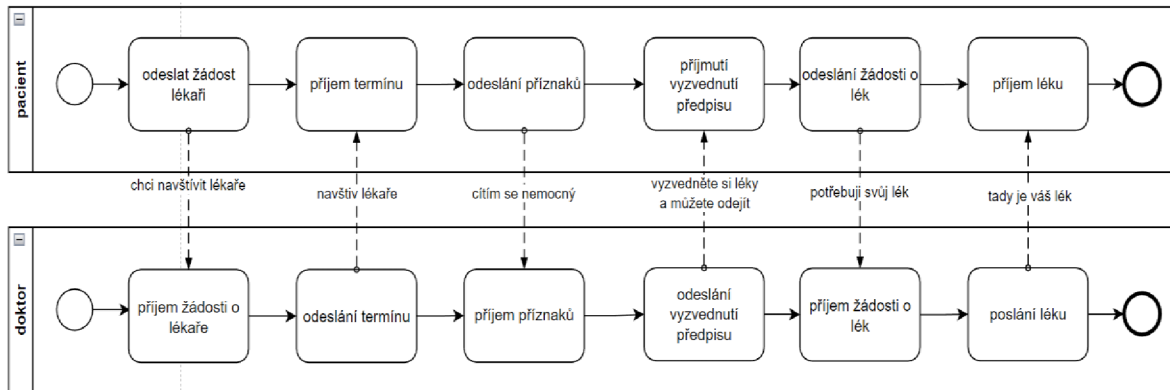 pacient
odeslat žádost
lékaři
příjem termínu
odeslání příznaků
příjmutí
vyzvednutí
předpisu
odeslání žádosti o
lék
příjem léku
chci navštívit lékaře
navštiv lékaře
cítím se nemocný
vyzvedněte si léky
a můžete odejít
potřebuji svůj lék
tady je váš lék
doktor
příjem žádosti o
lékaře
odeslání termínu
příjem příznaků
odeslání
vyzvednutí
předpisu
příjem žádosti o
lék
poslání léku